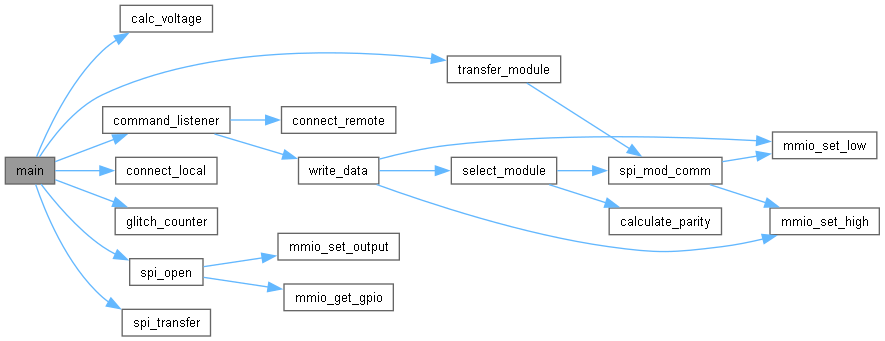 calc_voltage
transfer_module
command_listener
connect_remote
mmio_set_low
main
connect_local
write_data
select_module
spi_mod_comm
glitch_counter
calculate_parity
mmio_set_high
mmio_set_output
spi_open
mmio_get_gpio
spi_transfer